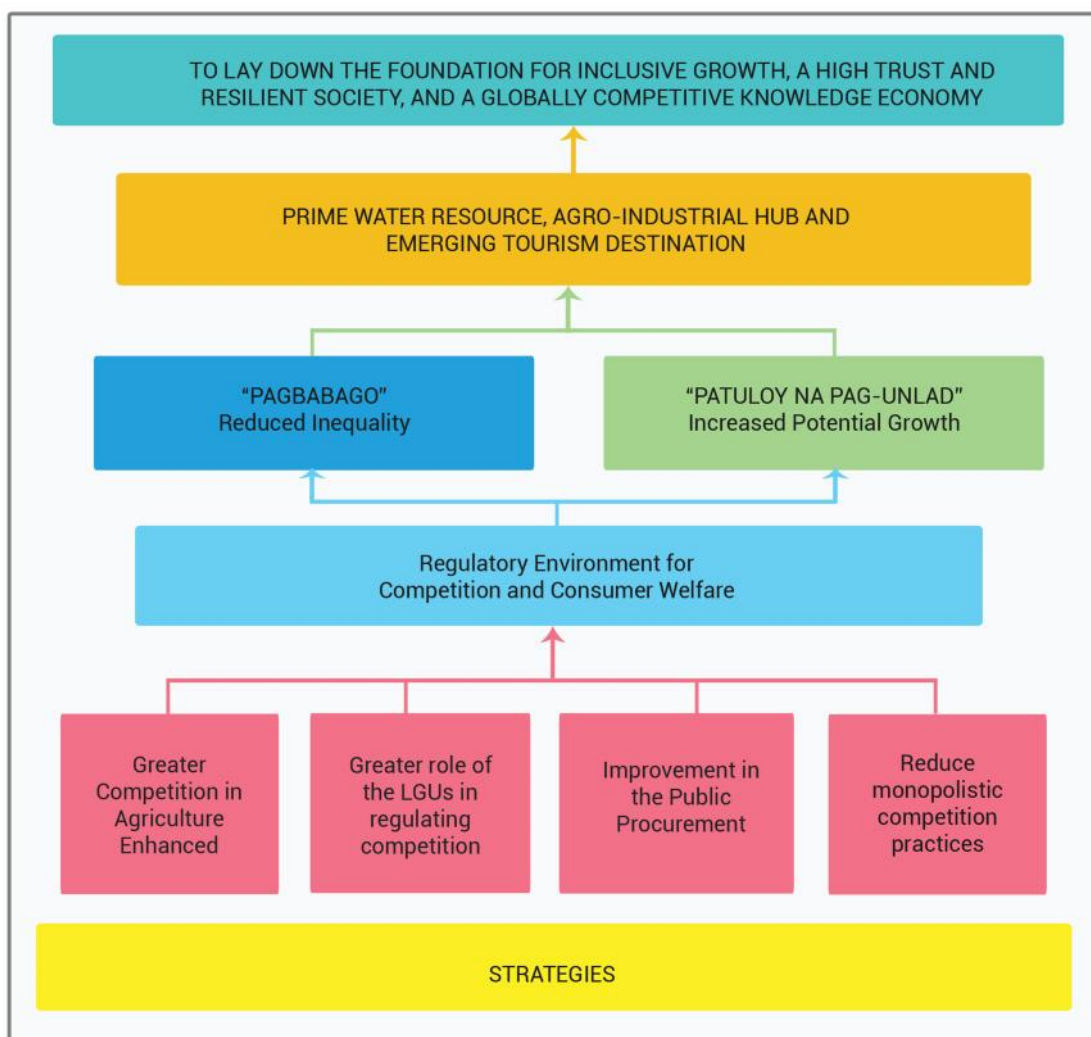 TO LAY DOWN THE FOUNDATION FOR INCLUSIVE GROWTH, A HIGH TRUST AND
RESILIENT SOCIETY, AND A GLOBALLY COMPETITIVE KNOWLEDGE ECONOMY
PRIME WATER RESOURCE, AGRO-INDUSTRIAL HUB AND
EMERGING TOURISM DESTINATION
“PAGBABAGO”
Reduced Inequality
“PATULOY NA PAG-UNLAD”
Increased Potential Growth
Regulatory Environment for
Competition and Consumer Welfare
Greater
Competition in
Agriculture
Enhanced
Greater role of
the LGUs in
regulating
competition
Improvement in
the Public
Procurement
Reduce
monopolistic
competition
practices
STRATEGIES